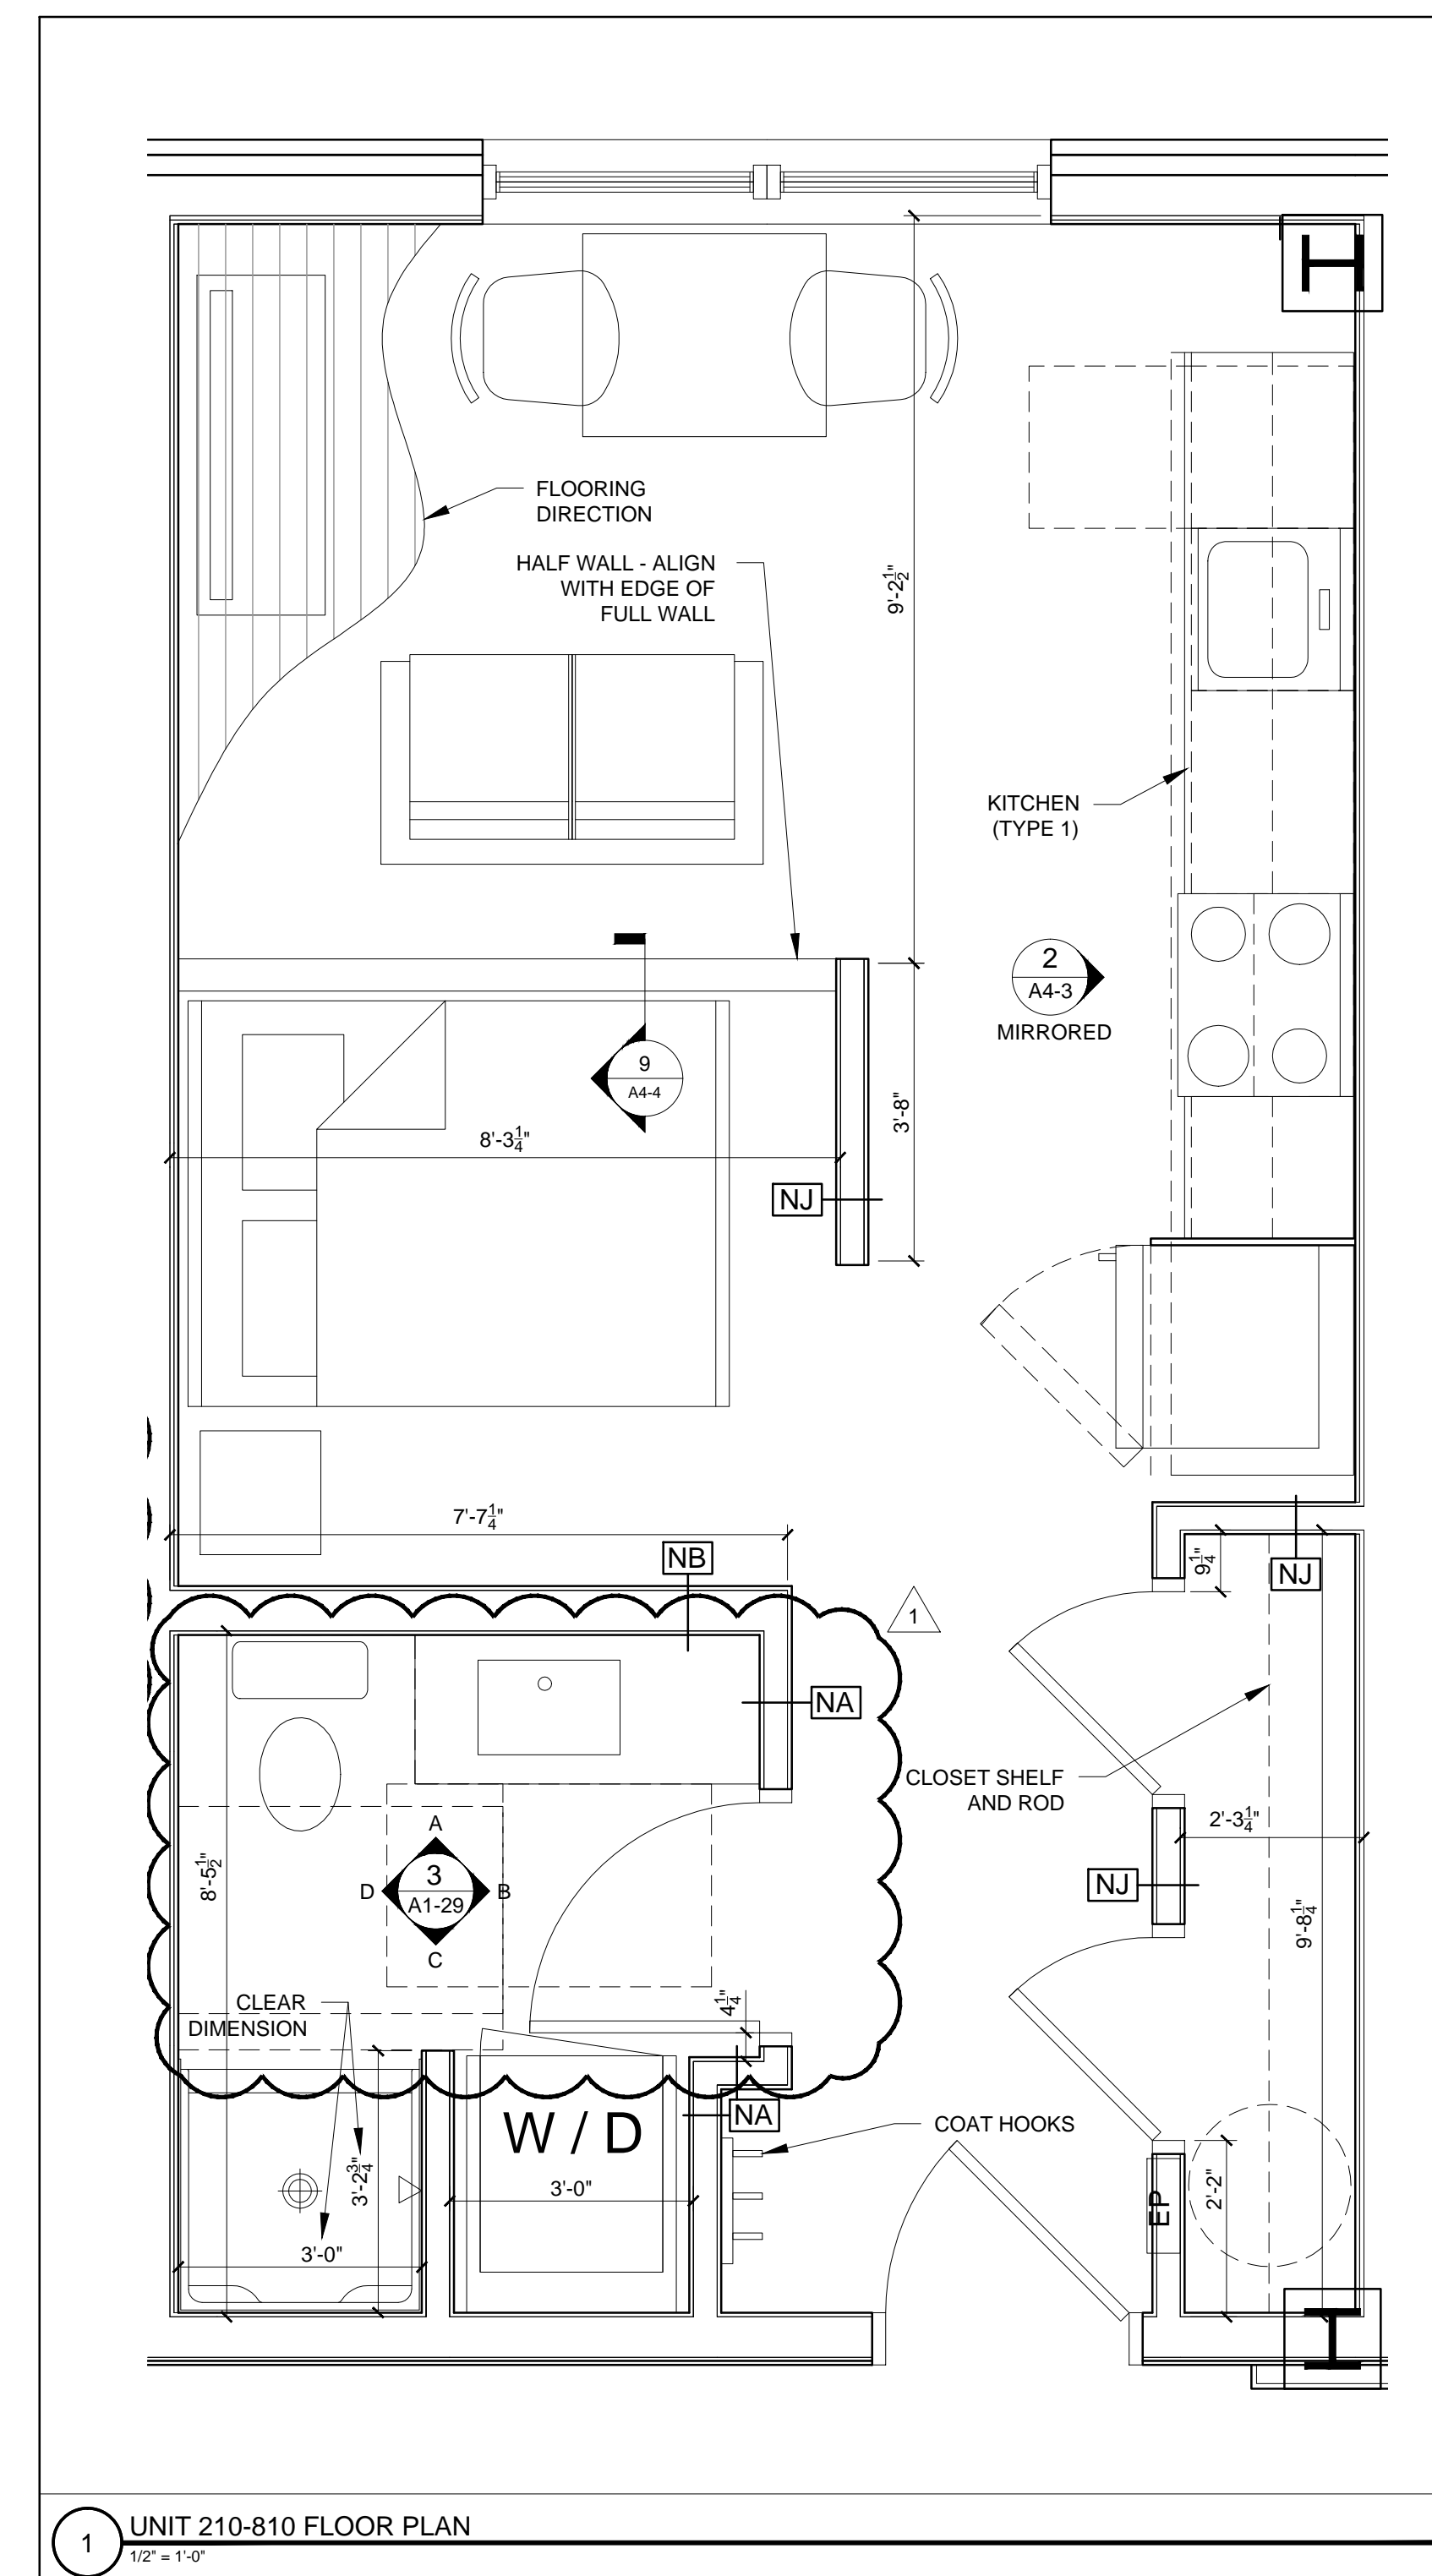 FLOORING
DIRECTION
HALF WALL - ALIGN
WITH EDGE OF
FULL WALL
9'-2½"
KITCHEN
(TYPE 1)
2
A4-3
MIRRORED
9
A4-4
3'-8"
8'-3¼"
NJ
7'-7¼"
NB
9¼"
NJ
1
NA
CLOSET SHELF
AND ROD
2'-3¼"
8'-5½"
A
D
3
A1-29
B
C
NJ
9'-8¼"
4¼"
CLEAR
DIMENSION
W / D
NA
COAT HOOKS
3'-2¾"
3'-0"
EP
2'-2"
3'-0"
1
UNIT 210-810 FLOOR PLAN
1/2" = 1'-0"